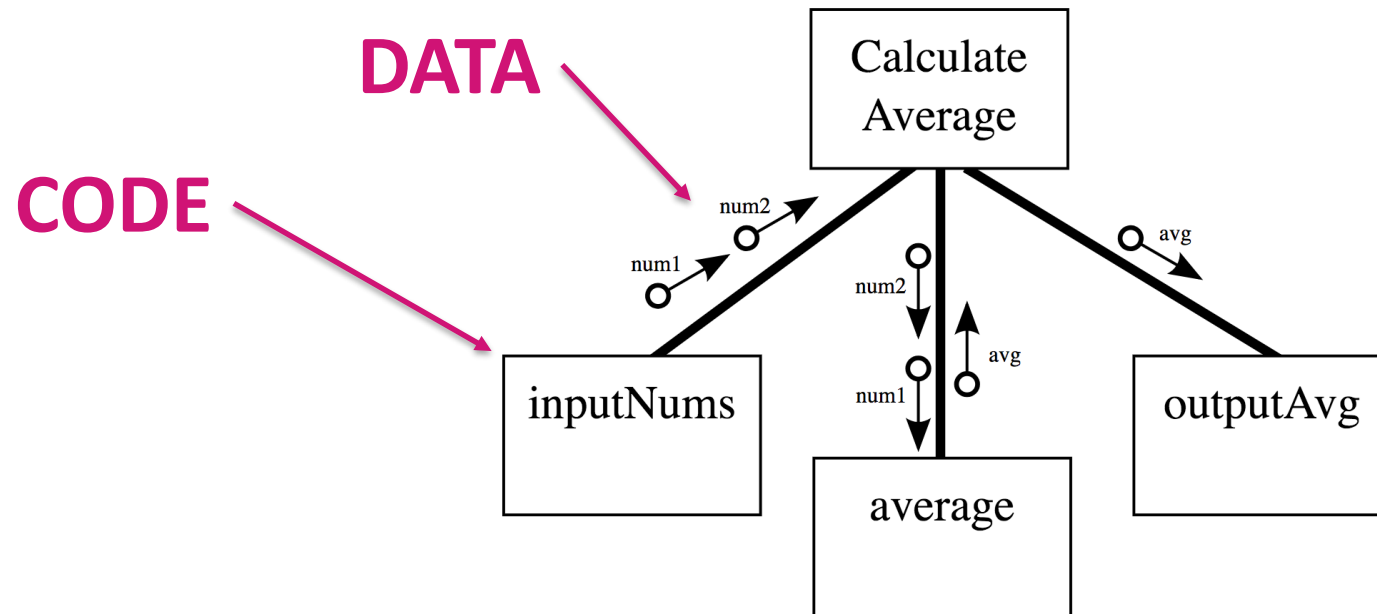 DATA
Calculate
Average
CODE
num2
num1
avg
num2
avg
num1
inputNums
outputAvg
average